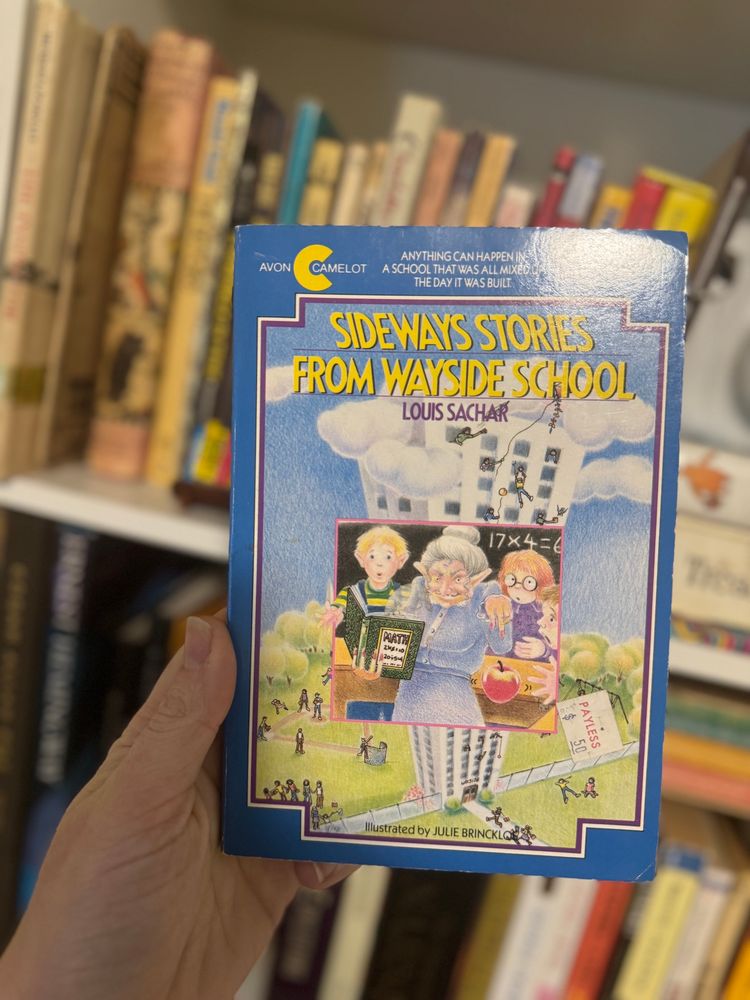 AVON CAMELOT
ANYTHING CAN HAPPEN IN
A SCHOOL THAT WAS ALL MIXED UP
THE DAY IT WAS BUILT.
SIDEWAYS STORIES
FROM WAYSIDE SCHOOL
LOUIS SACHAR
17×4=6
MATH
PAYLESS
50
Illustrated by JULIE BRINCKLOE